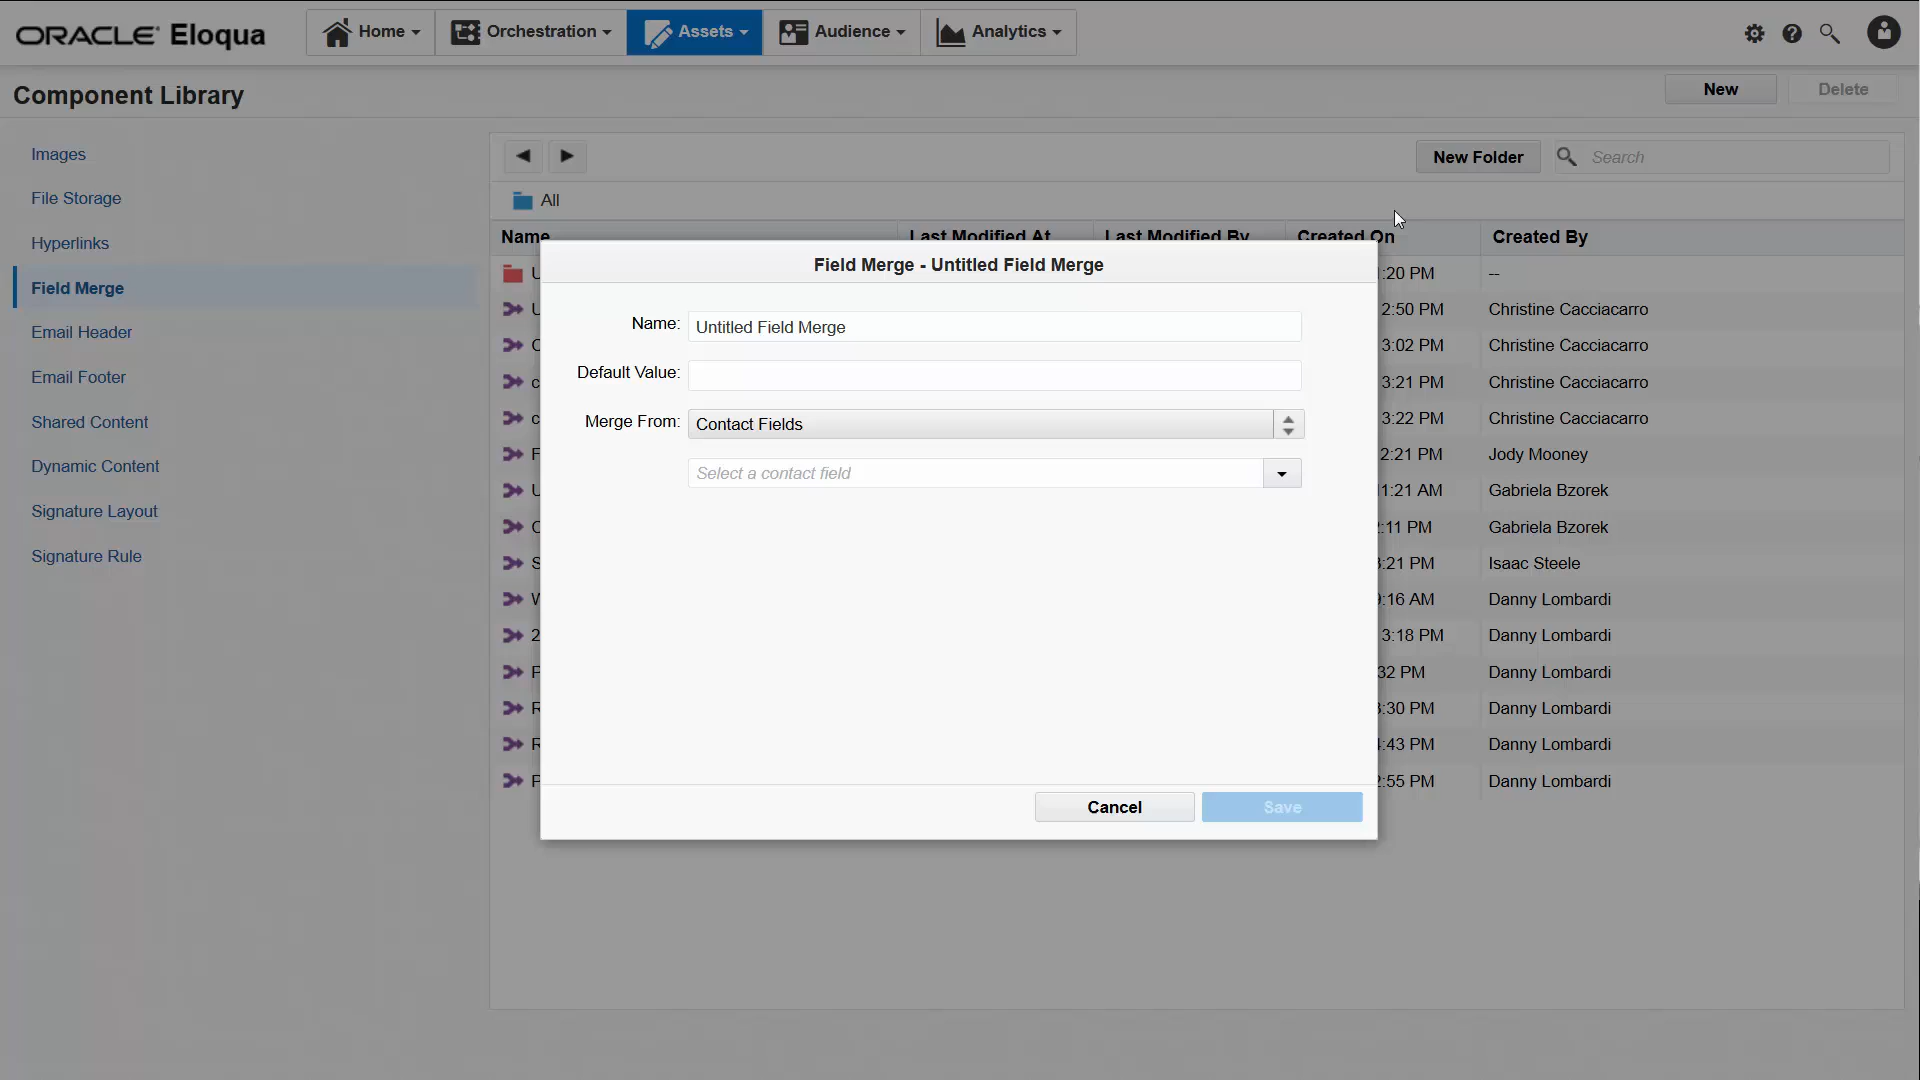 ORACLE Eloqua
Home
Orchestration
Assets
Audience
Analytics
Component Library
New
Delete
Images
File Storage
Hyperlinks
Field Merge
Email Header
Email Footer
Shared Content
Dynamic Content
Signature Layout
Signature Rule
New Folder
Search
All
Name Last Modified At Last Modified By Created On Created By
:20 PM --
2:50 PM Christine Cacciacarro
3:02 PM Christine Cacciacarro
3:21 PM Christine Cacciacarro
3:22 PM Christine Cacciacarro
2:21 PM Jody Mooney
1:21 AM Gabriela Bzorek
:11 PM Gabriela Bzorek
:21 PM Isaac Steele
:16 AM Danny Lombardi
3:18 PM Danny Lombardi
32 PM Danny Lombardi
:30 PM Danny Lombardi
:43 PM Danny Lombardi
:55 PM Danny Lombardi
Field Merge - Untitled Field Merge
Name: Untitled Field Merge
Default Value:
Merge From: Contact Fields
Select a contact field
Cancel
Save